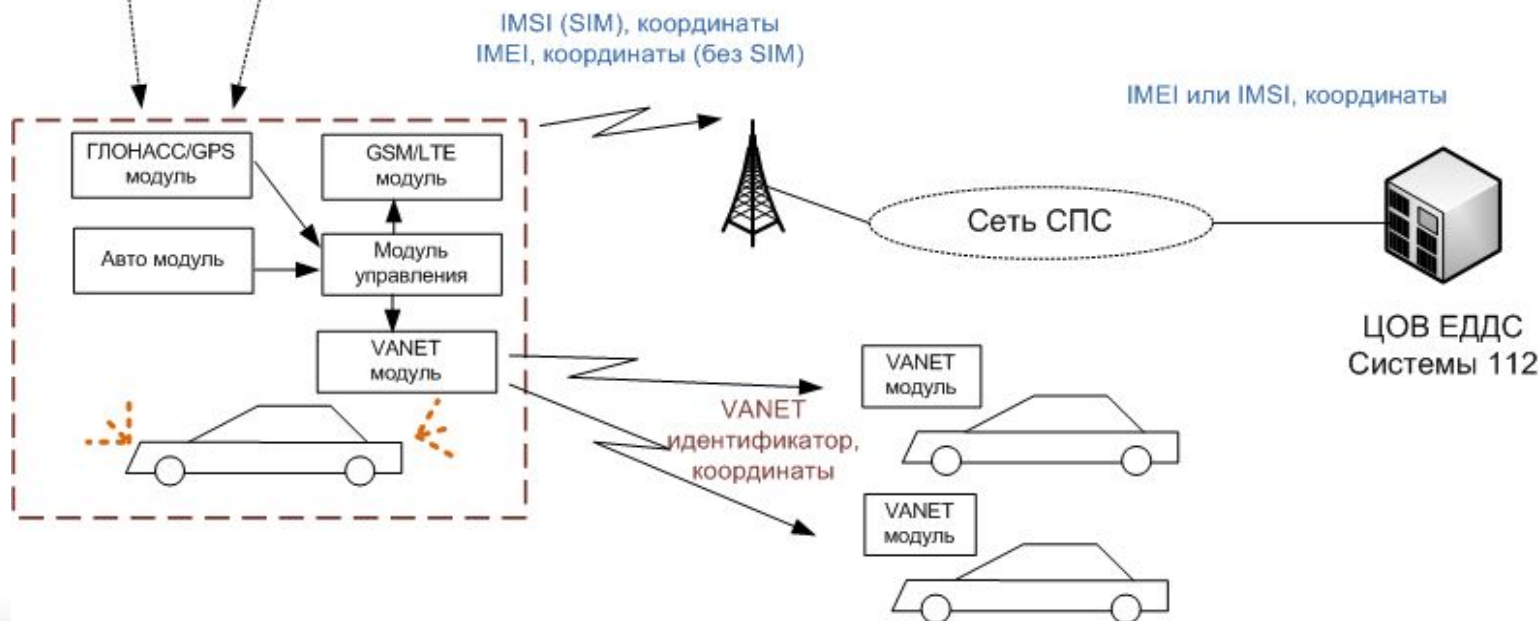 IMSI (SIM), координаты
IMEI, координаты (без SIM)
IMEI или IMSI, координаты
ГЛОНАСС/GPS
модуль
GSM/LTE
модуль
Авто модуль
Модуль
управления
Сеть СПС
VANET
модуль
ЦОВ ЕДДС
Системы 112
VANET
модуль
VANET
идентификатор,
координаты
VANET
модуль